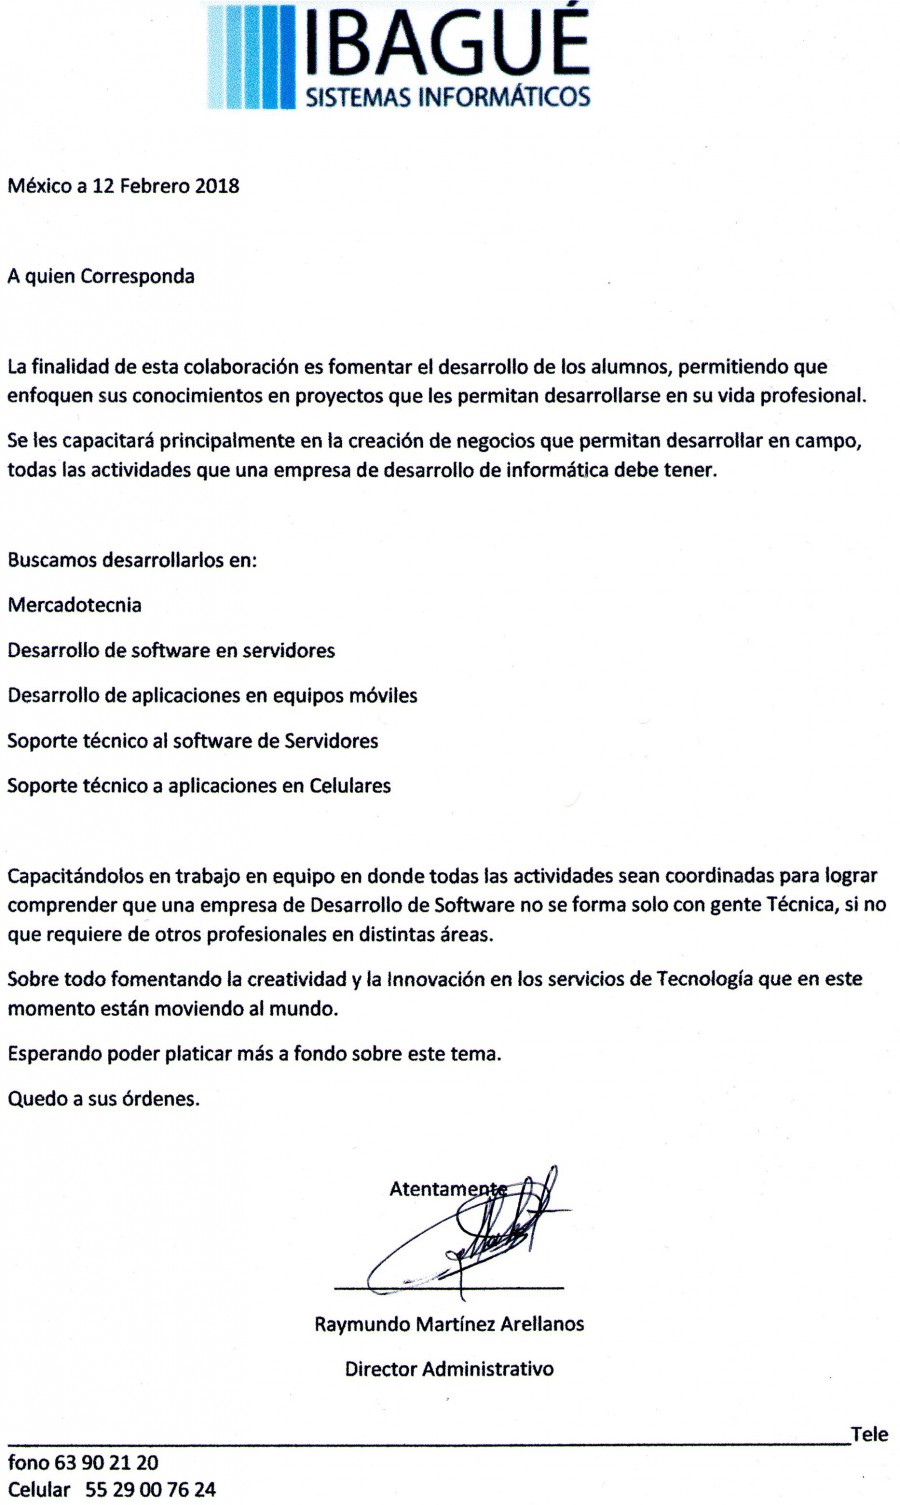 IBAGUÉ
SISTEMAS INFORMÁTICOS
México a 12 Febrero 2018
A quien Corresponda
La finalidad de esta colaboración es fomentar el desarrollo de los alumnos, permitiendo que
enfoquen sus conocimientos en proyectos que les permitan desarrollarse en su vida profesional.
Se les capacitará principalmente en la creación de negocios que permitan desarrollar en campo,
todas las actividades que una empresa de desarrollo de informática debe tener.
Buscamos desarrollarlos en:
Mercadotecnia
Desarrollo de software en servidores
Desarrollo de aplicaciones en equipos móviles
Soporte técnico al software de Servidores
Soporte técnico a aplicaciones en Celulares
Capacitándolos en trabajo en equipo en donde todas las actividades sean coordinadas para lograr
comprender que una empresa de Desarrollo de Software no se forma solo con gente Técnica, si no
que requiere de otros profesionales en distintas áreas.
Sobre todo fomentando la creatividad y la Innovación en los servicios de Tecnología que en este
momento están moviendo al mundo.
Esperando poder platicar más a fondo sobre este tema.
Quedo a sus órdenes.
Atentamente
Raymundo Martínez Arellanos
Director Administrativo
Tele
fono 63 90 21 20
Celular 55 29 00 76 24